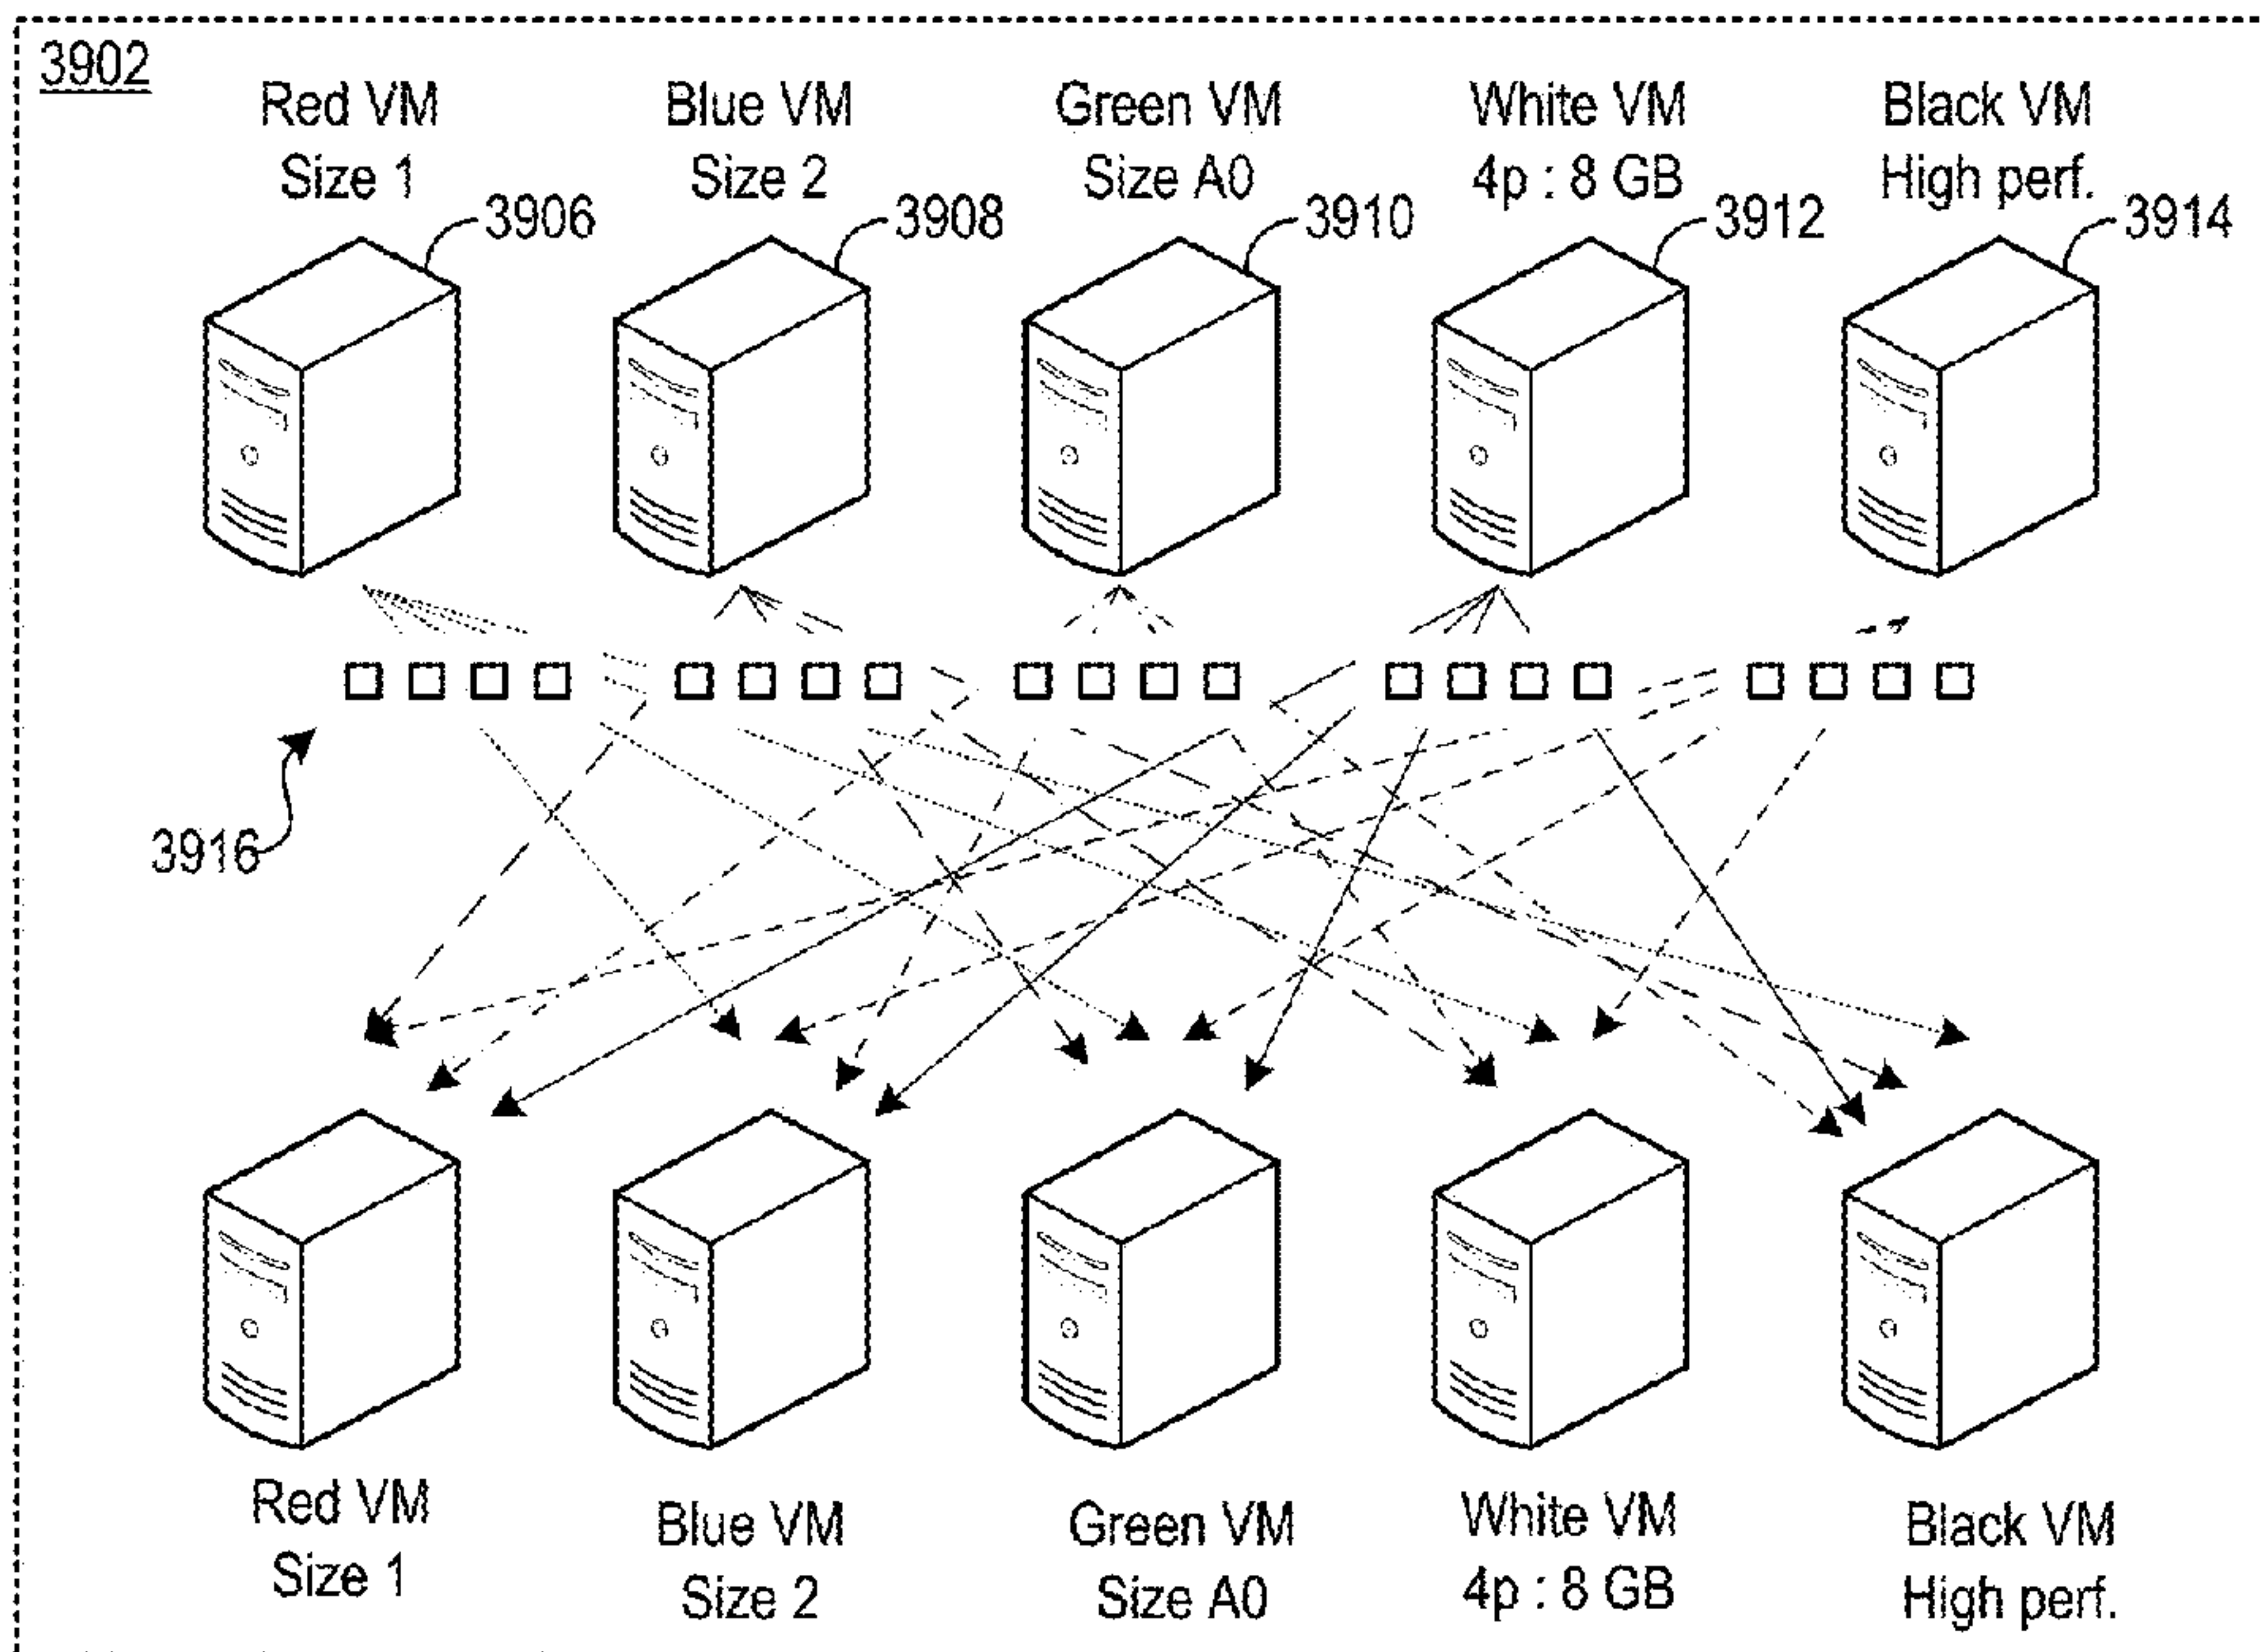 3902
Red VM
Size 1
Blue VM
Size 2
Green VM
Size A0
White VM
4p : 8 GB
Black VM
High perf.
3906
3908
3910
3912
3914
3916
Red VM
Size 1
Blue VM
Size 2
Green VM
Size A0
White VM
4p : 8 GB
Black VM
High perf.